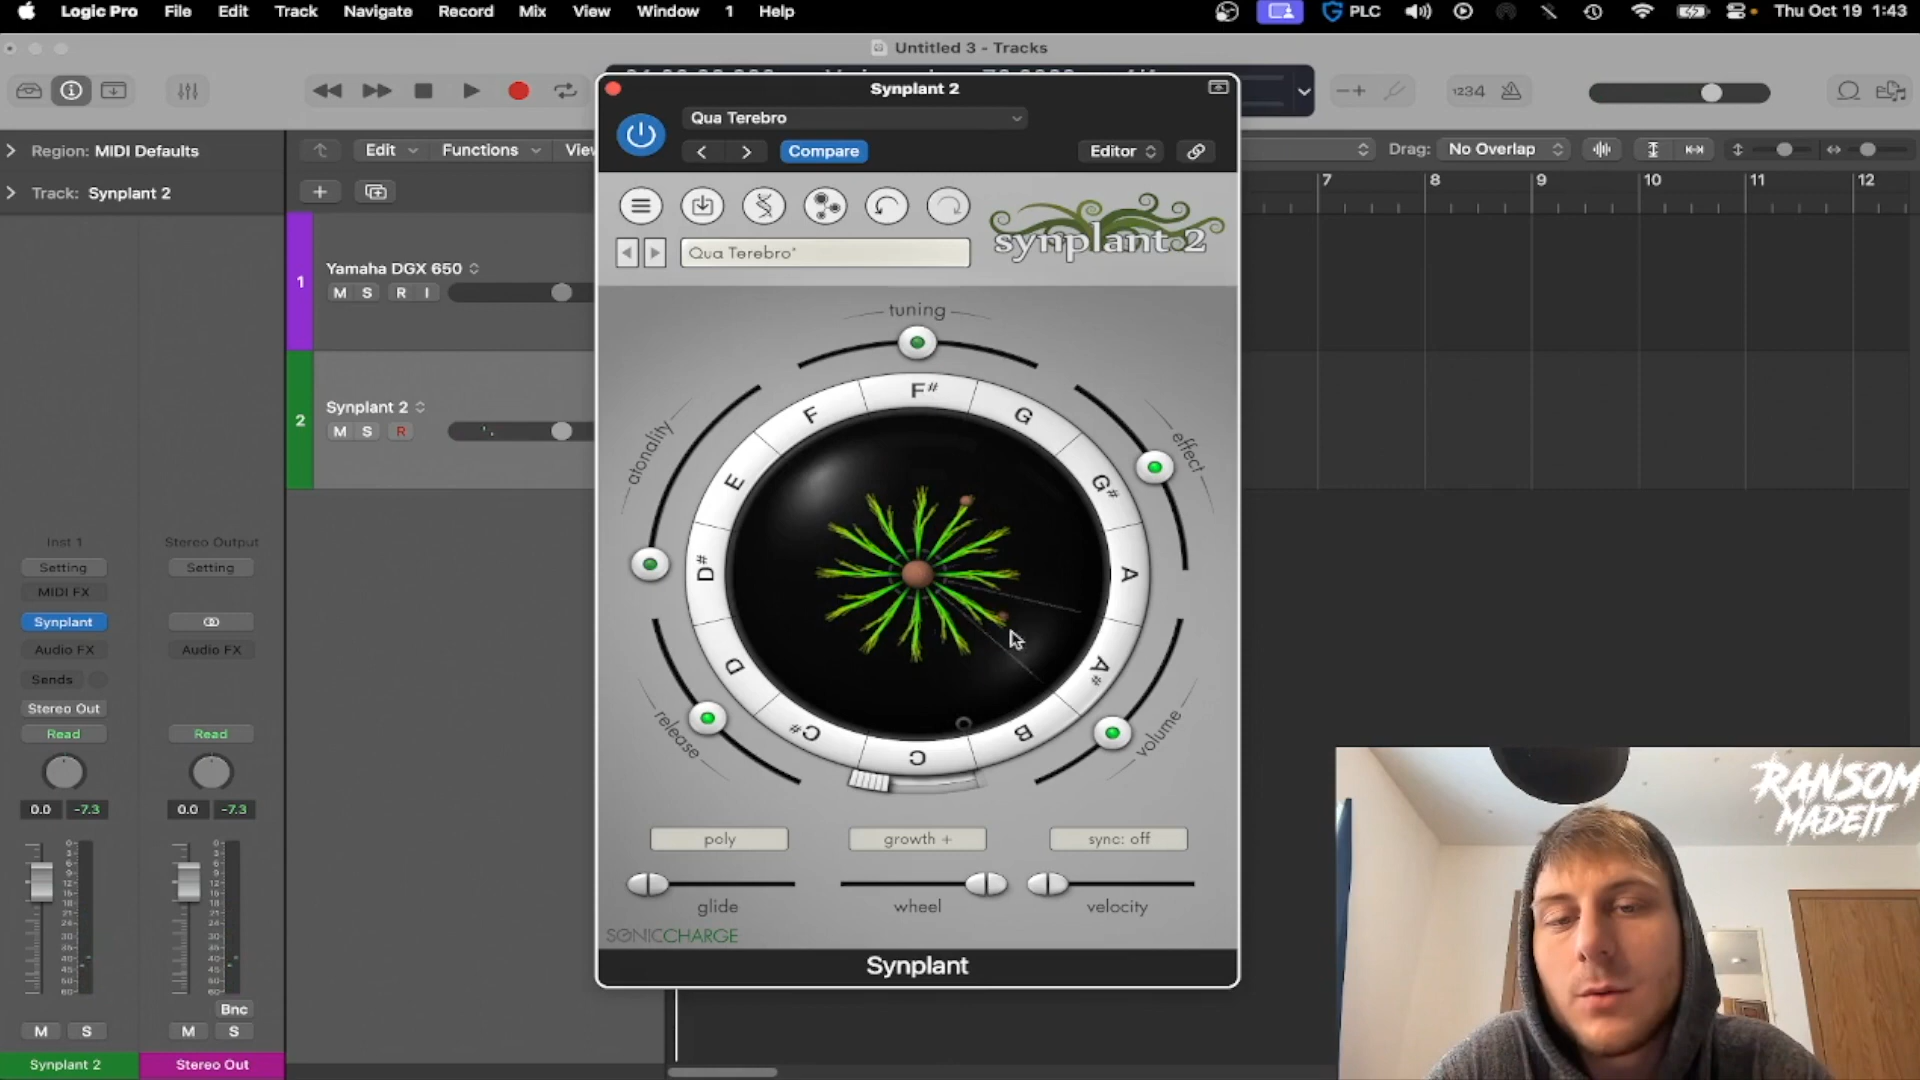 Logic Pro File Edit Track Navigate Record Mix View Window 1 Help PLC Thu Oct 19 1:43
Untitled 3 - Tracks
1234
Synplant 2
Qua Terebro
Compare
Editor
Region: MIDI Defaults
Edit Functions
Drag: No Overlap
Track: Synplant 2
7 8 9 10 11 12
synplant 2
Qua Terebro*
1
Yamaha DGX 650
M S R I
2
Synplant 2
M S R
tuning
atonality
effect
release
volume
F#
G
G#
A
A#
B
C
C#
D
D#
E
F
poly
growth +
sync: off
glide
wheel
velocity
SONICCHARGE
Synplant
Inst 1
Setting
MIDI FX
Synplant
Audio FX
Sends
Stereo Out
Read
0.0 -7.3
M S
Synplant 2
Stereo Output
Setting
Audio FX
Read
0.0 -7.3
Bnc
M S
Stereo Out
RANSOM
MADEIT